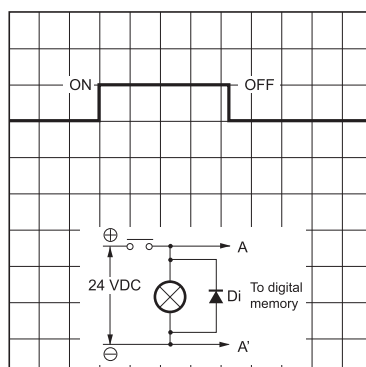 ON
OFF
⊕
A
24 VDC
Di
To digital
memory
⊖
A'